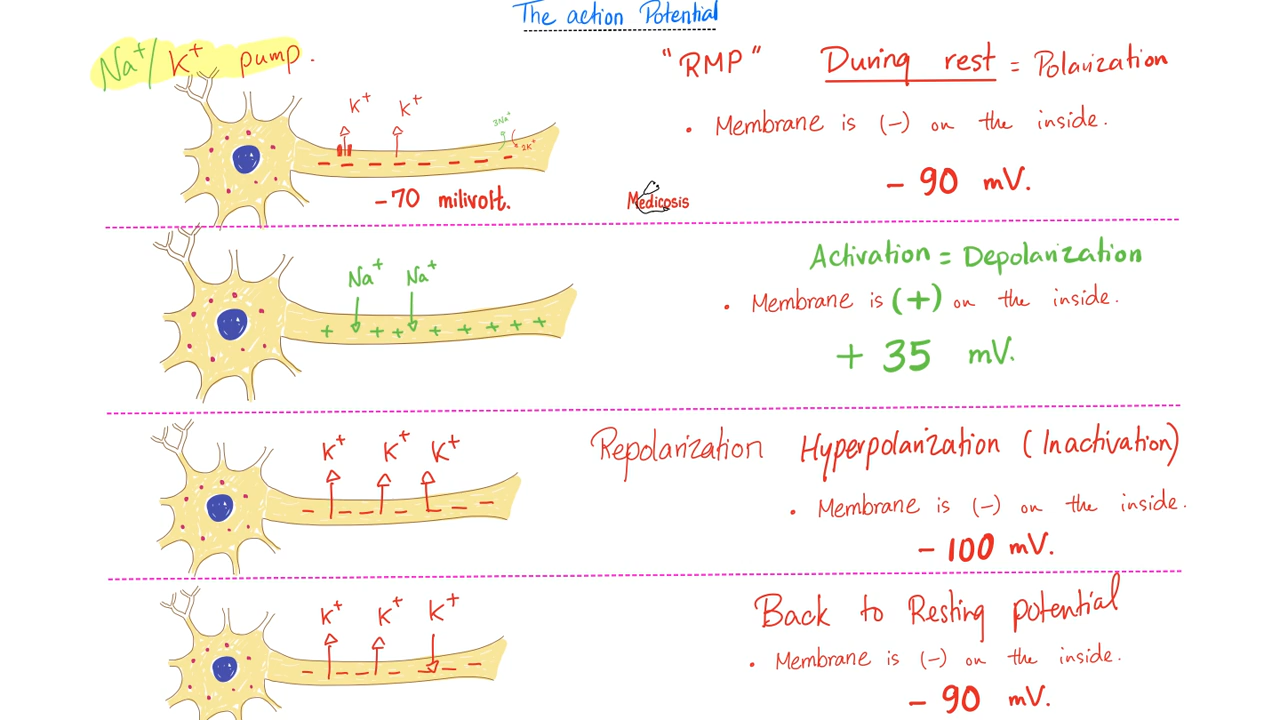 The action Potential
Na+/K+ pump.
"RMP" During rest = Polarization
K+ K+
3Na+
2K+
• Membrane is (-) on the inside.
- 90 mV.
-70 milivolt.
Medicosis
Activation = Depolarization
Na+ Na+
• Membrane is (+) on the inside.
+ 35 mV.
K+ K+ K+
Repolarization Hyperpolarization (Inactivation)
• Membrane is (-) on the inside.
- 100 mV.
K+ K+ K+
Back to Resting potential
• Membrane is (-) on the inside.
- 90 mV.